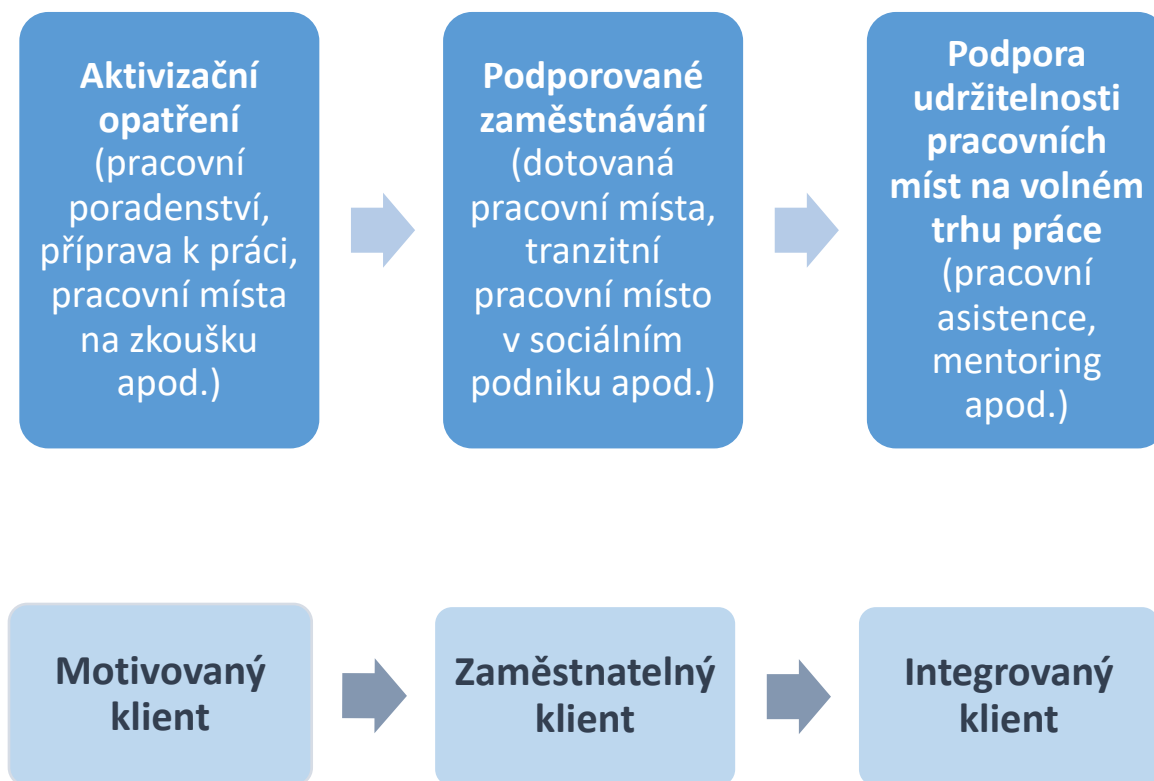 Aktivizační
opatření
(pracovní
poradenství,
příprava k práci,
pracovní místa
na zkoušku
apod.)
Podporované
zaměstnávání
(dotovaná
pracovní místa,
tranzitní
pracovní místo
v sociálním
podniku apod.)
Podpora
udržitelnosti
pracovních
míst na volném
trhu práce
(pracovní
asistence,
mentoring
apod.)
Motivovaný
klient
Zaměstnatelný
klient
Integrovaný
klient